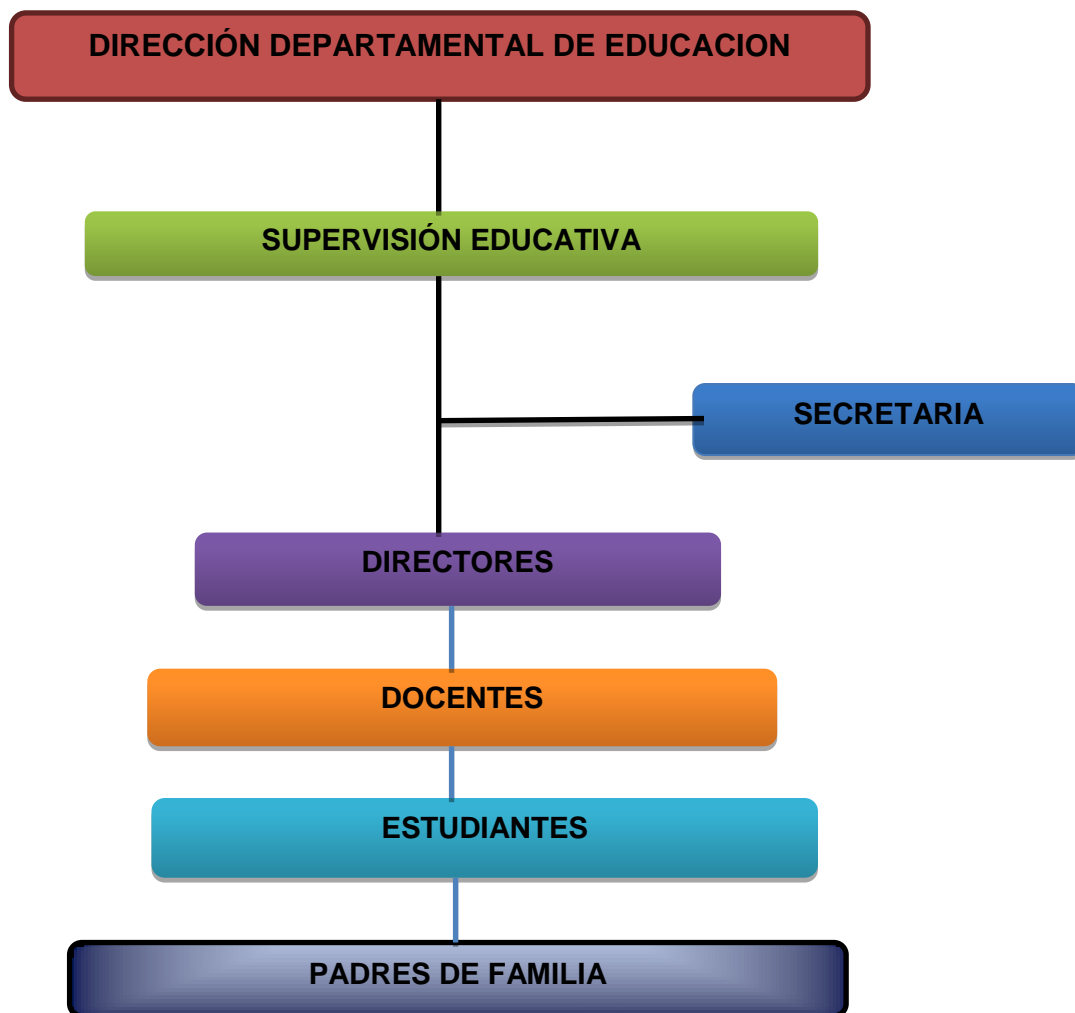 DIRECCIÓN DEPARTAMENTAL DE EDUCACION
SUPERVISIÓN EDUCATIVA
SECRETARIA
DIRECTORES
DOCENTES
ESTUDIANTES
PADRES DE FAMILIA